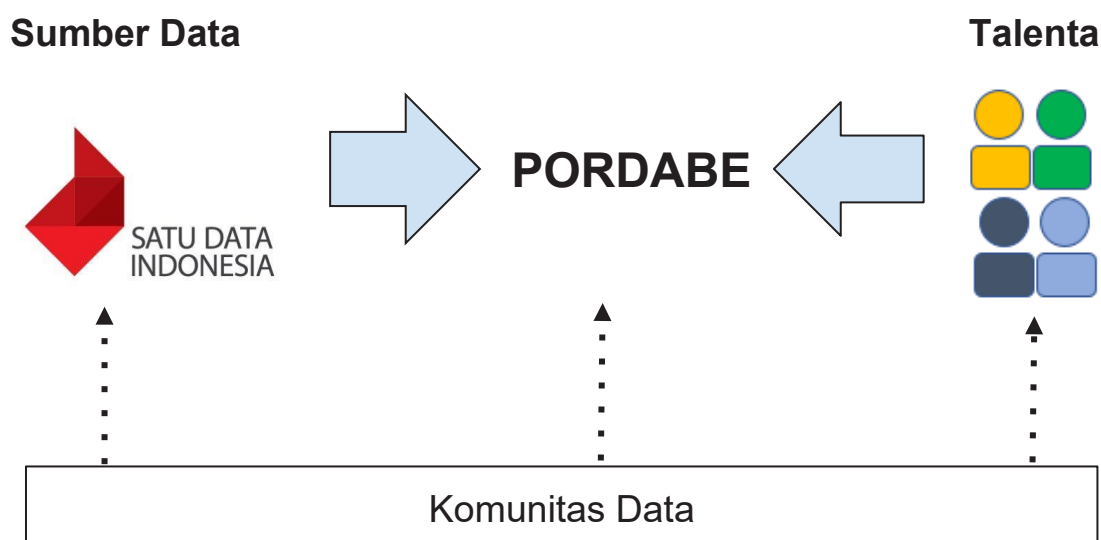 Sumber Data
Talenta
PORDABE
SATU DATA
INDONESIA
Komunitas Data